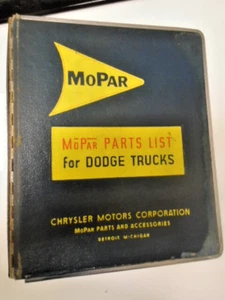 MOPAR
MOPAR PARTS LIST
for DODGE TRUCKS
CHRYSLER MOTORS CORPORATION
MOPAR PARTS AND ACCESSORIES
DETROIT MICHIGAN